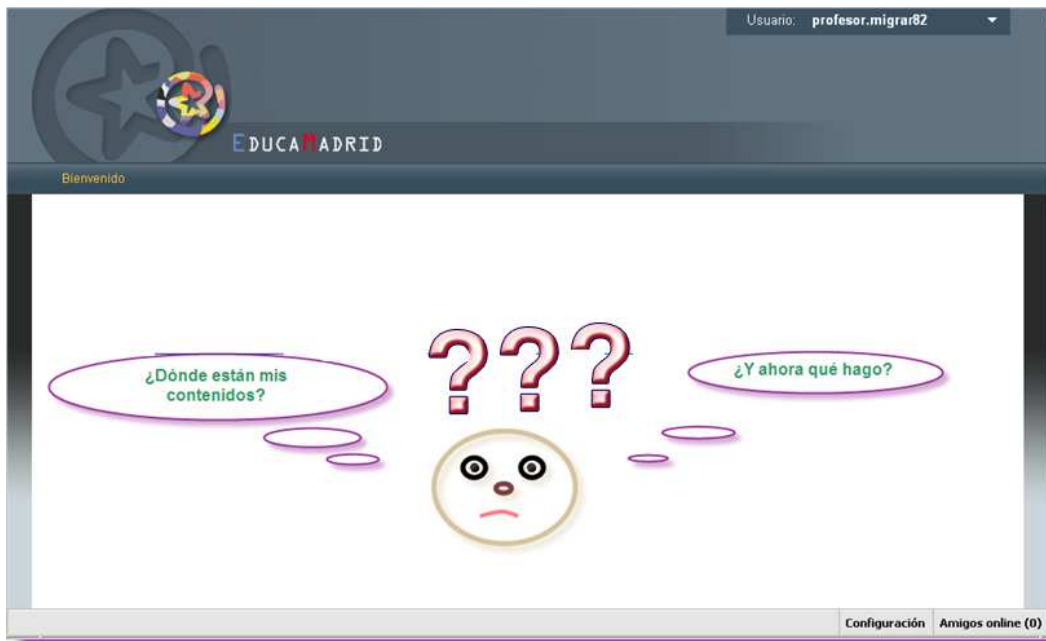 Usuario: profesor.migrar82
EDUCAMADRID
Bienvenido
???
¿Dónde están mis
contenidos?
¿Y ahora qué hago?
Configuración Amigos online (0)